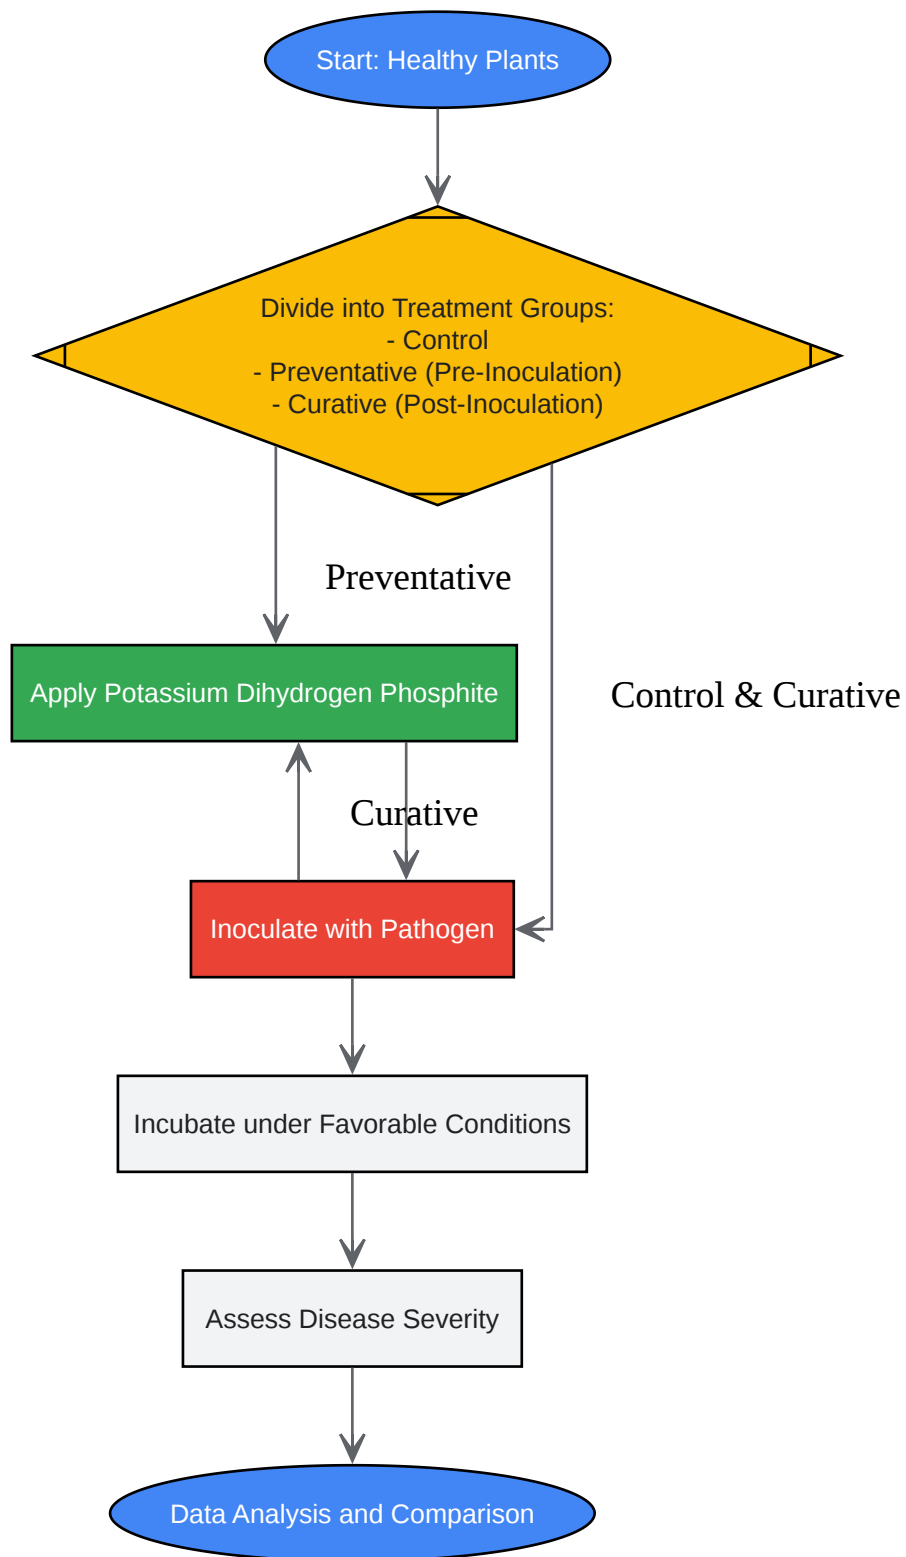 Start: Healthy Plants
Divide into Treatment Groups:
- Control
- Preventative (Pre-Inoculation)
- Curative (Post-Inoculation)
Preventative
Apply Potassium Dihydrogen Phosphite
Control & Curative
Curative
Inoculate with Pathogen
Incubate under Favorable Conditions
Assess Disease Severity
Data Analysis and Comparison